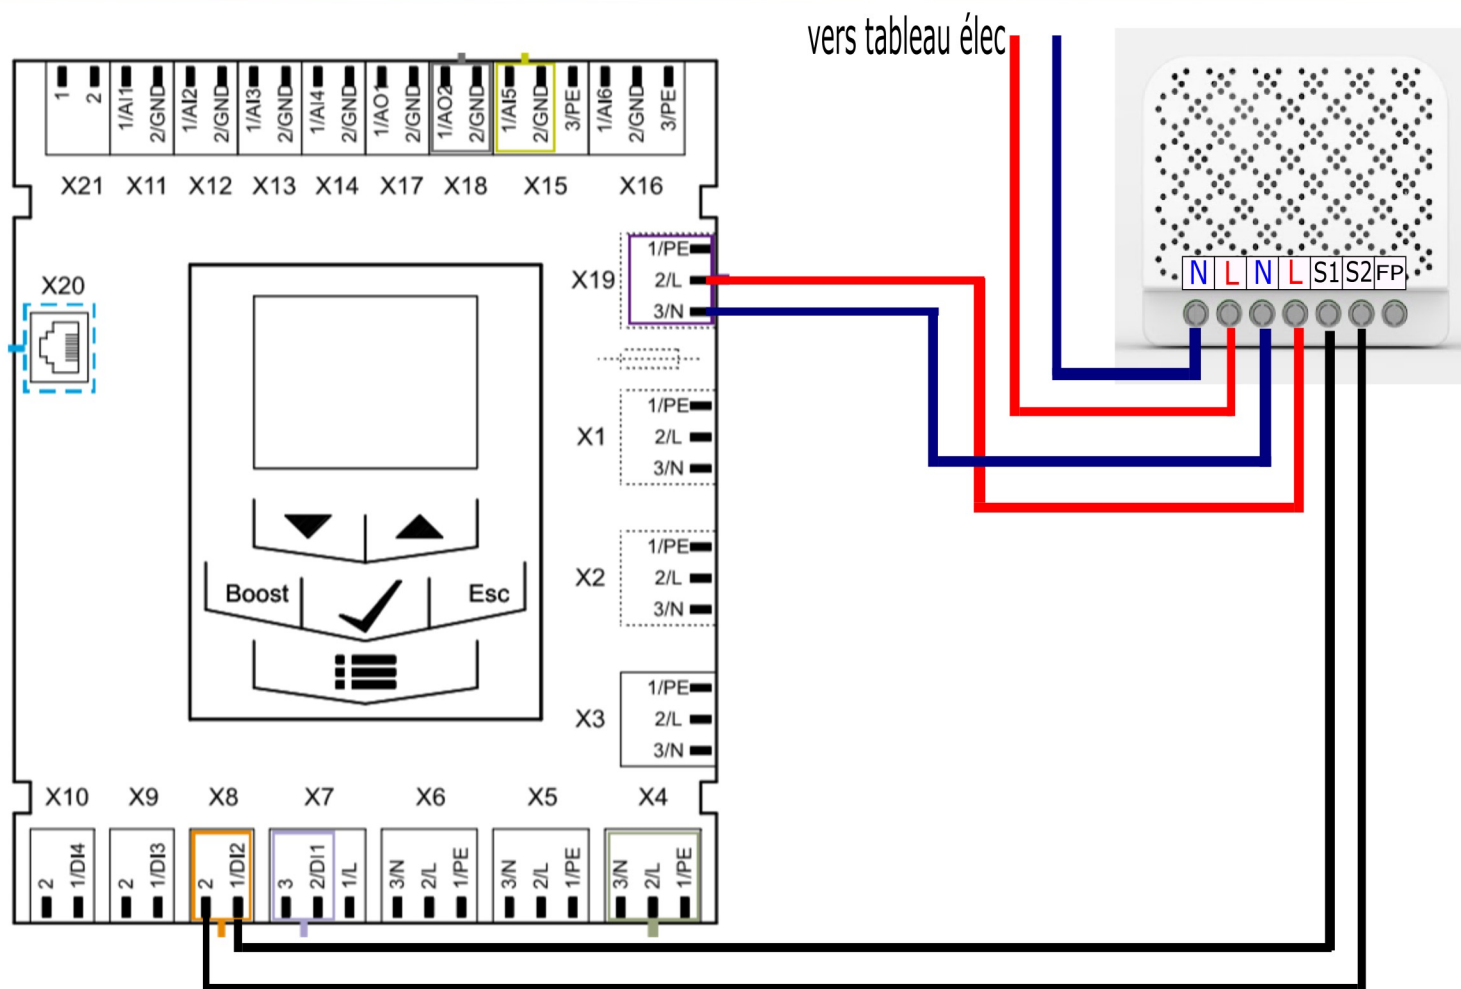 vers tableau élec
1 2 1/AI1 2/GND 1/AI2 2/GND 1/AI3 2/GND 1/AI4 2/GND 1/AO1 2/GND 1/AO2 2/GND 1/AI5 2/GND 3/PE 1/AI6 2/GND 3/PE
X21 X11 X12 X13 X14 X17 X18 X15 X16
N L N L S1 S2 FP
X19
1/PE
2/L
3/N
X20
X1
1/PE
2/L
3/N
X2
1/PE
2/L
3/N
Boost Esc
X3
1/PE
2/L
3/N
X10 X9 X8 X7 X6 X5 X4
2 1/DI4 2 1/DI3 2 1/DI2 3 2/DI1 1/L 3/N 2/L 1/PE 3/N 2/L 1/PE 3/N 2/L 1/PE